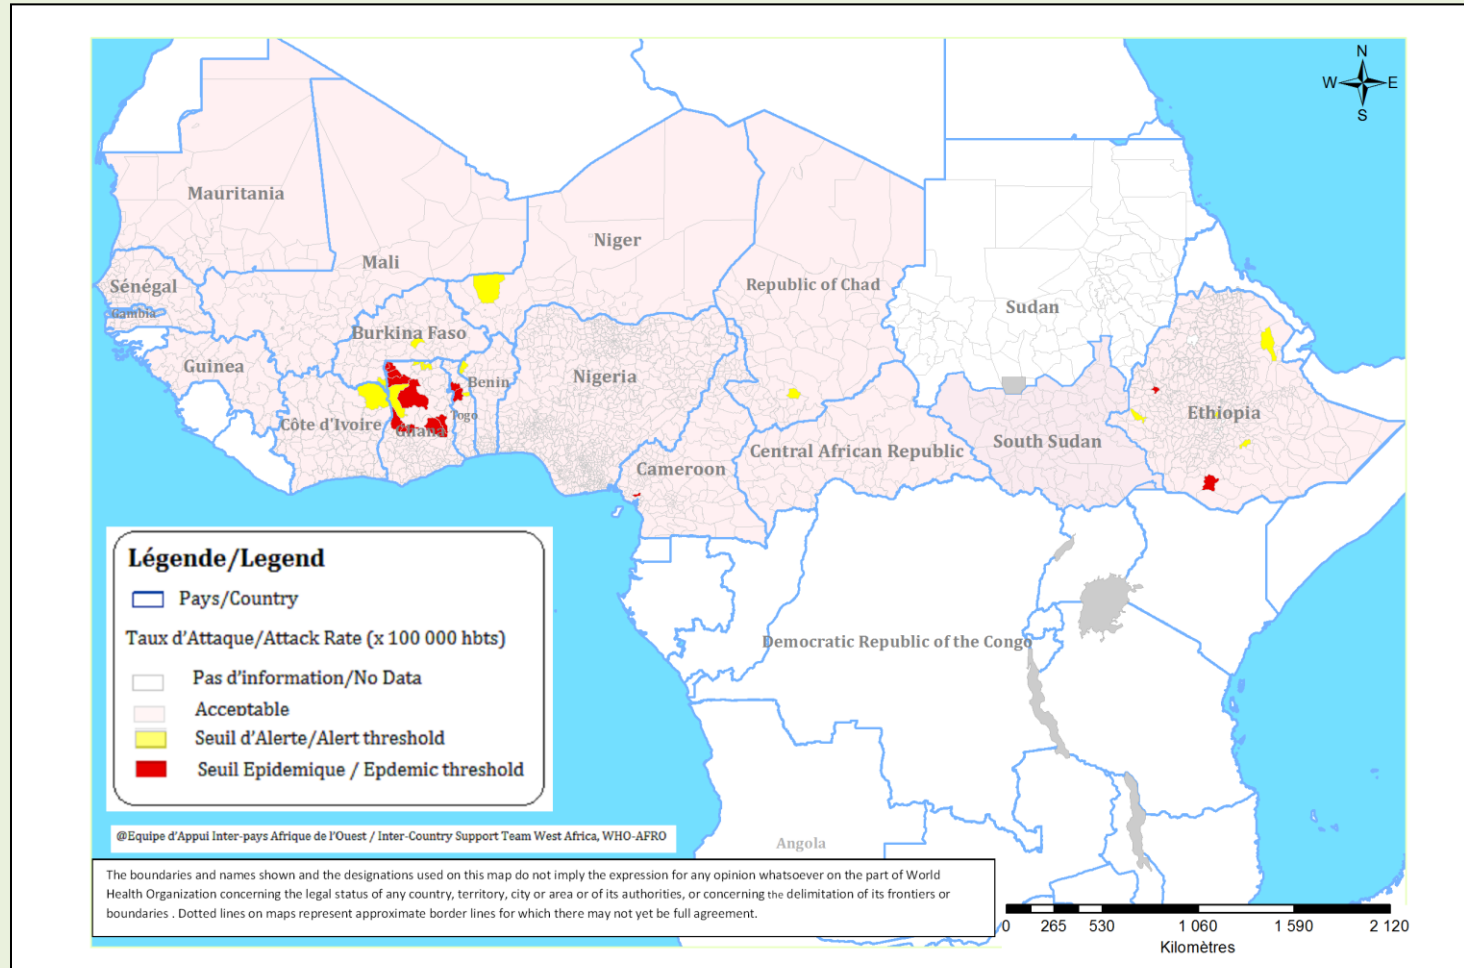 N
W
E
S
Mauritania
Niger
Mali
Sénégal
Gambia
Republic of Chad
Sudan
Burkina Faso
Guinea
Benin
Nigeria
Togo
Ethiopia
Côte d'Ivoire
Ghana
South Sudan
Central African Republic
Cameroon
Democratic Republic of the Congo
Angola
Légende/Legend
Pays/Country
Taux d'Attaque/Attack Rate (x 100 000 hbts)
Pas d'information/No Data
Acceptable
Seuil d'Alerte/Alert threshold
Seuil Epidemique / Epdemic threshold
@Equipe d'Appui Inter-pays Afrique de l'Ouest / Inter-Country Support Team West Africa, WHO-AFRO
The boundaries and names shown and the designations used on this map do not imply the expression for any opinion whatsoever on the part of World
Health Organization concerning the legal status of any country, territory, city or area or of its authorities, or concerning the delimitation of its frontiers or
boundaries . Dotted lines on maps represent approximate border lines for which there may not yet be full agreement.
0 265 530 1 060 1 590 2 120
Kilomètres